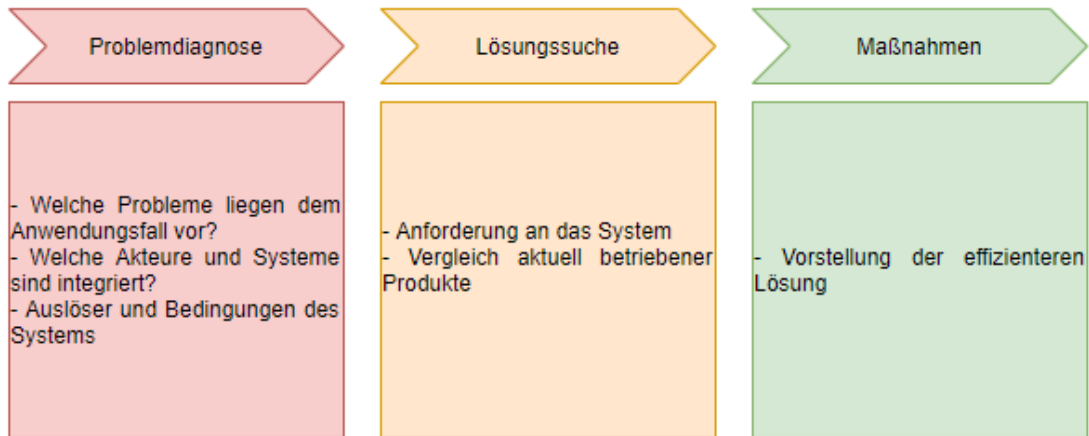 Problemdiagnose
Lösungssuche
Maßnahmen
- Welche Probleme liegen dem
Anwendungsfall vor?
- Welche Akteure und Systeme
sind integriert?
- Auslöser und Bedingungen des
Systems
- Anforderung an das System
- Vergleich aktuell betriebener
Produkte
- Vorstellung der effizienteren
Lösung